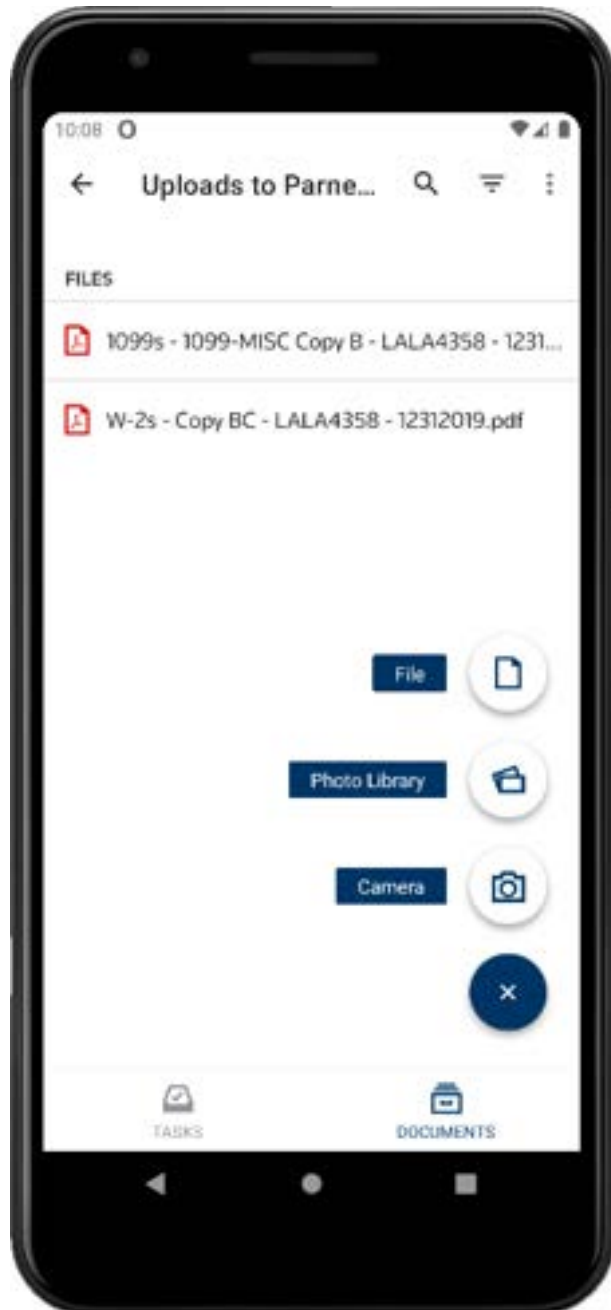 10:08
Uploads to Parne...
FILES
1099s - 1099-MISC Copy B - LALA4358 - 1231...
W-2s - Copy BC - LALA4358 - 12312019.pdf
File
Photo Library
Camera
TASKS
DOCUMENTS